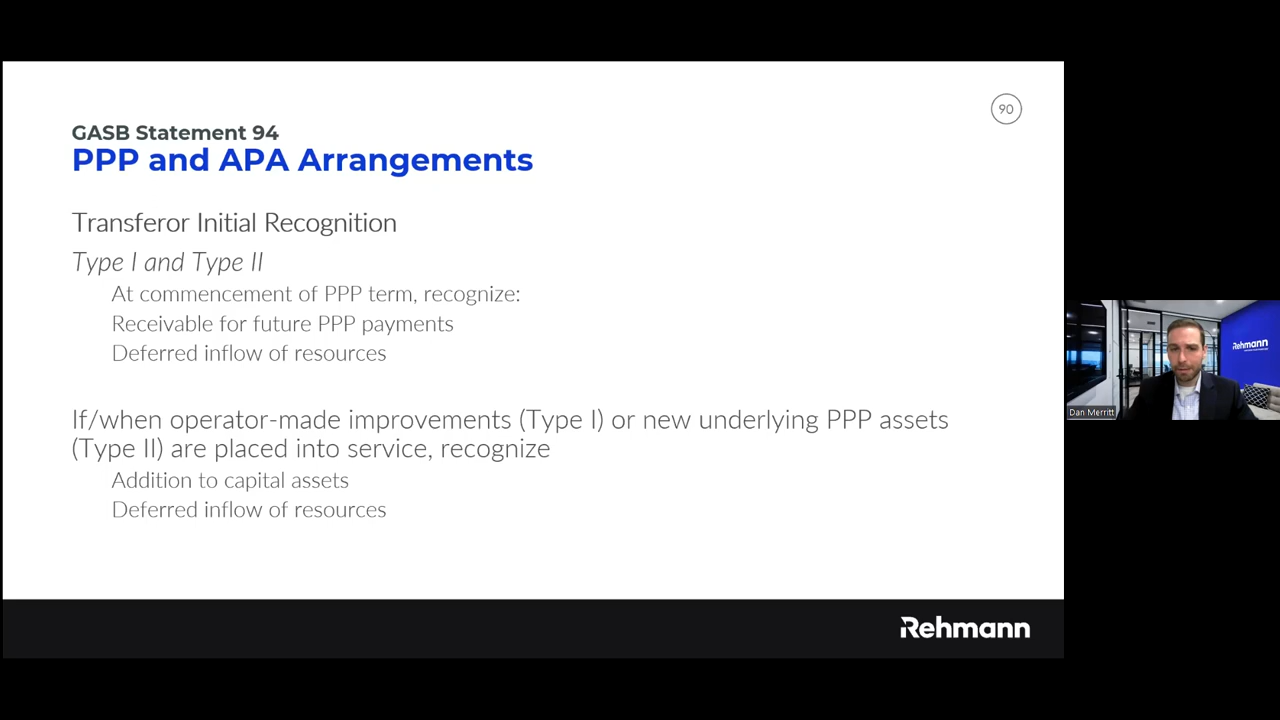 90
GASB Statement 94
PPP and APA Arrangements
Transferor Initial Recognition
Type I and Type II
At commencement of PPP term, recognize:
Receivable for future PPP payments
Deferred inflow of resources
If/when operator-made improvements (Type I) or new underlying PPP assets
(Type II) are placed into service, recognize
Addition to capital assets
Deferred inflow of resources
Rehmann
Rehmann
Dan Merritt